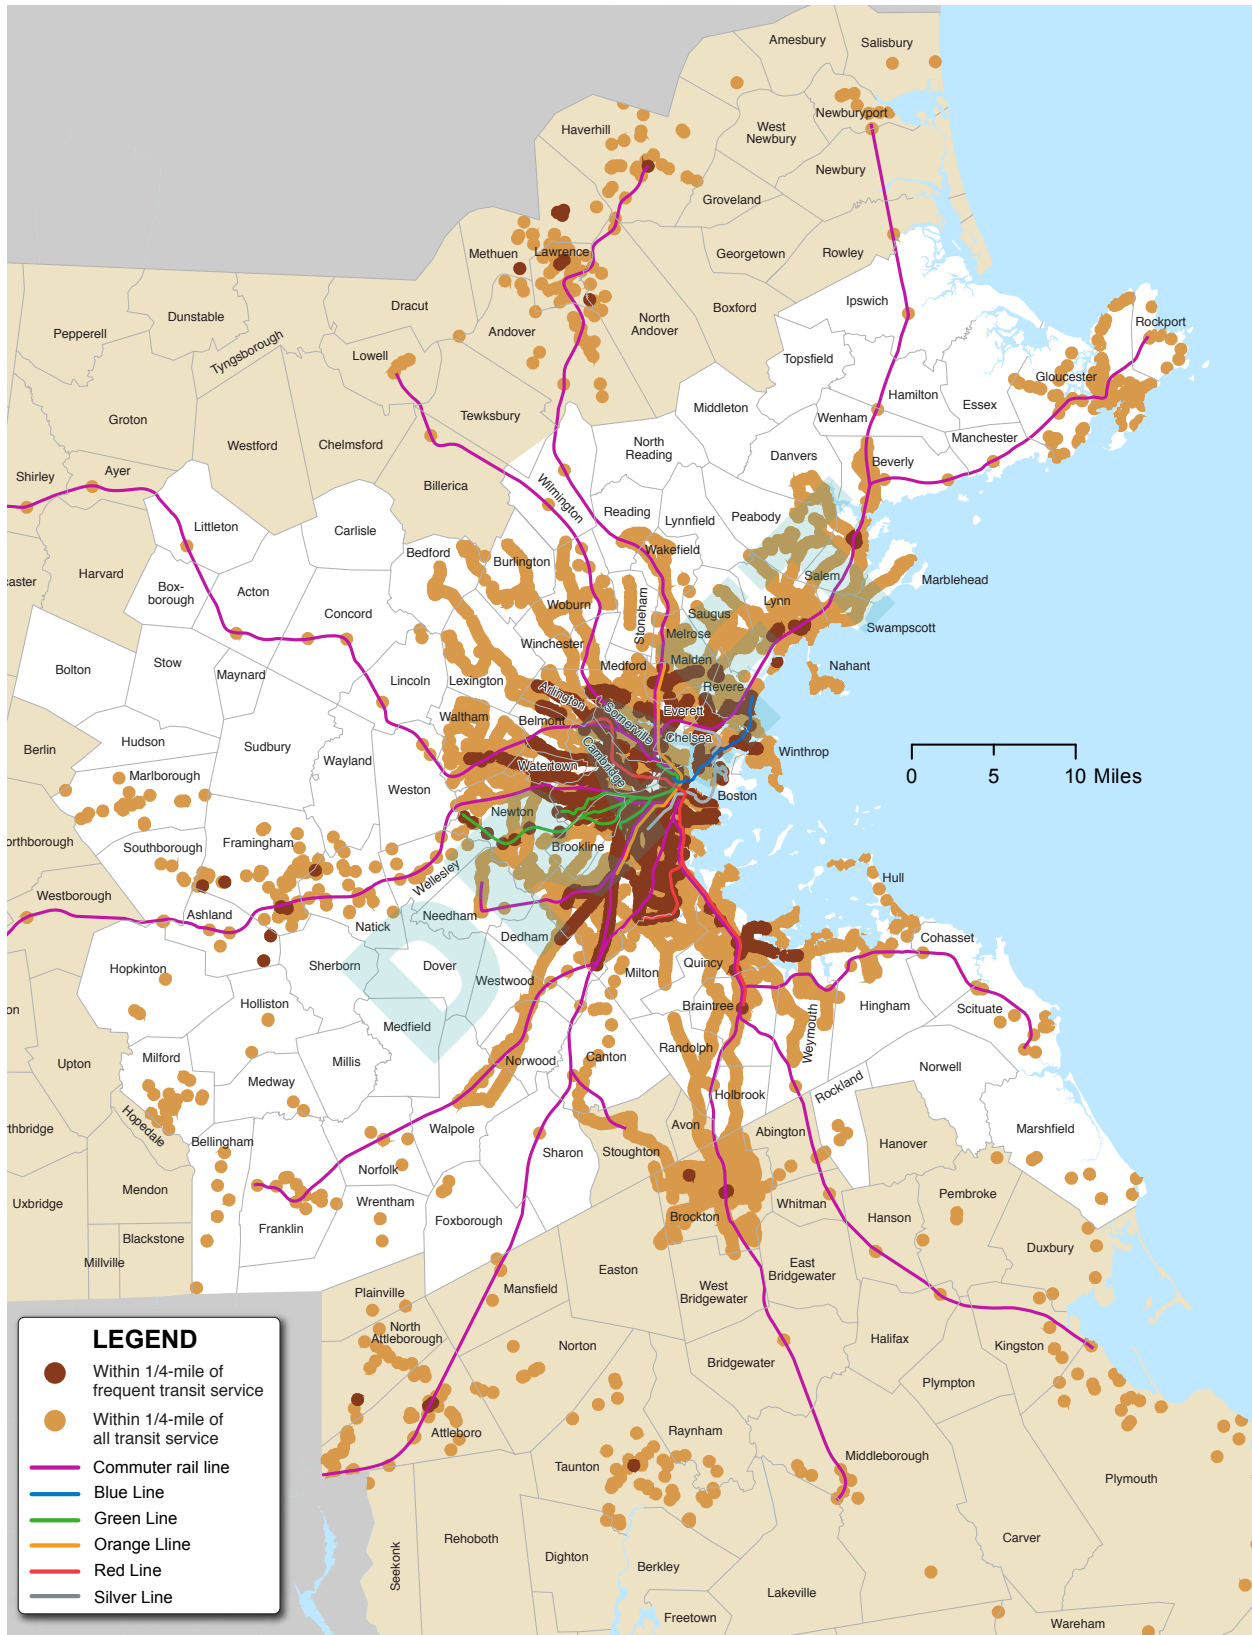 Amesbury
Salisbury
Newburyport
West
Newbury
Haverhill
Newbury
Groveland
Georgetown
Rowley
Methuen
Lawrence
Ipswich
Boxford
North
Andover
Andover
Dracut
Dunstable
Pepperell
Tyngsborough
Lowell
Rockport
Topsfield
Gloucester
Hamilton
Essex
Wenham
Manchester
Middleton
Tewksbury
Groton
Westford
Chelmsford
North
Reading
Danvers
Beverly
Shirley
Ayer
Billerica
Wilmington
Reading
Lynnfield
Peabody
Littleton
Carlisle
Bedford
Burlington
Wakefield
caster
Harvard
Box-
borough
Acton
Concord
Woburn
Stoneham
Salem
Marblehead
Lynn
Saugus
Swampscott
Melrose
Winchester
Bolton
Stow
Maynard
Lincoln
Lexington
Medford
Malden
Nahant
Revere
Arlington
Everett
Waltham
Belmont
Somerville
Chelsea
Winthrop
Berlin
Hudson
Sudbury
Wayland
Watertown
Cambridge
Marlborough
Weston
Boston
0
5
10 Miles
Newton
Brookline
orthborough
Southborough
Framingham
Wellesley
Hull
Westborough
Ashland
Natick
Needham
Dedham
Cohasset
Hopkinton
Sherborn
Dover
Westwood
Milton
Quincy
on
Holliston
Medfield
Braintree
Weymouth
Hingham
Scituate
Upton
Milford
Millis
Norwood
Canton
Randolph
Norwell
Medway
Holbrook
Rockland
thbridge
Hopedale
Bellingham
Walpole
Avon
Abington
Hanover
Marshfield
Sharon
Stoughton
Norfolk
Uxbridge
Mendon
Wrentham
Whitman
Pembroke
Franklin
Foxborough
Brockton
Hanson
Blackstone
Duxbury
Millville
Easton
East
Bridgewater
Plainville
Mansfield
West
Bridgewater
North
Attleborough
Norton
Halifax
Kingston
Bridgewater
Plympton
Attleboro
Raynham
Middleborough
Taunton
Plymouth
Rehoboth
Carver
Seekonk
Dighton
Berkley
Lakeville
Freetown
Wareham
LEGEND
Within 1/4-mile of
frequent transit service
Within 1/4-mile of
all transit service
Commuter rail line
Blue Line
Green Line
Orange Lline
Red Line
Silver Line